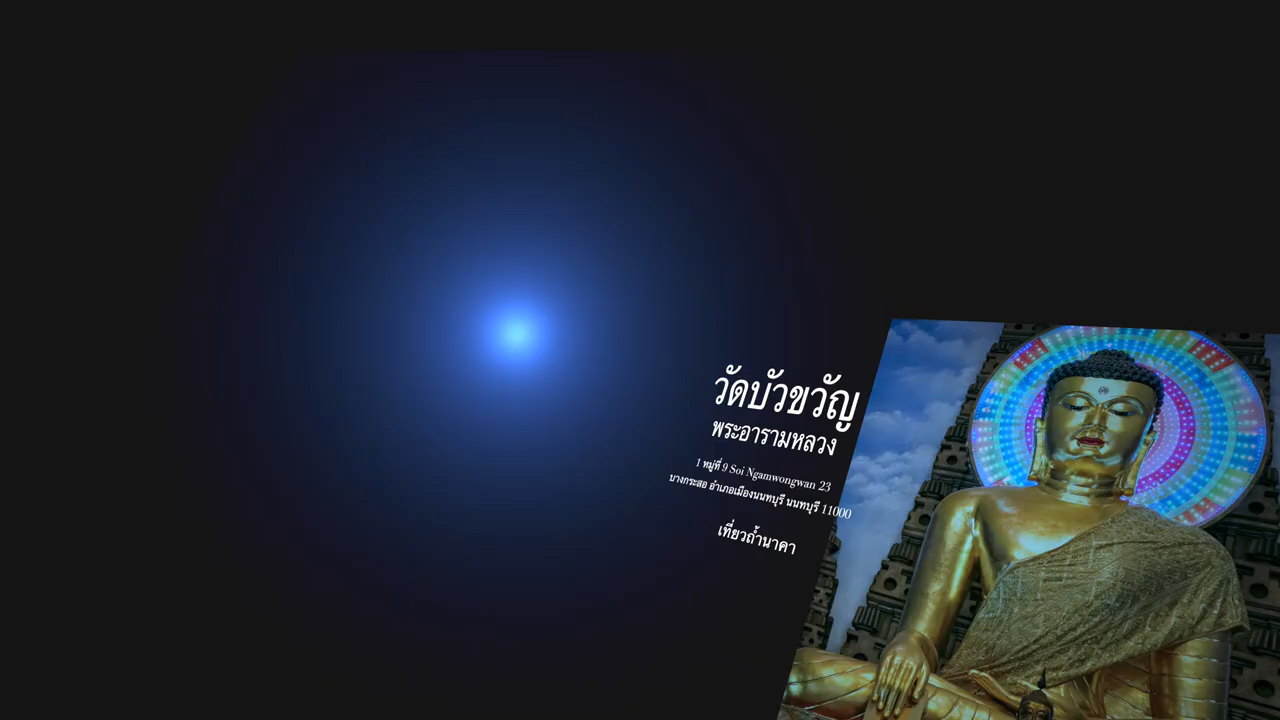 วัดบัวขวัญ
พระอารามหลวง
1 หมู่ที่ 9 Soi Ngamwongwan 23
บางกระสอ อำเภอเมืองนนทบุรี นนทบุรี 11000
เที่ยวถ้ำนาคา